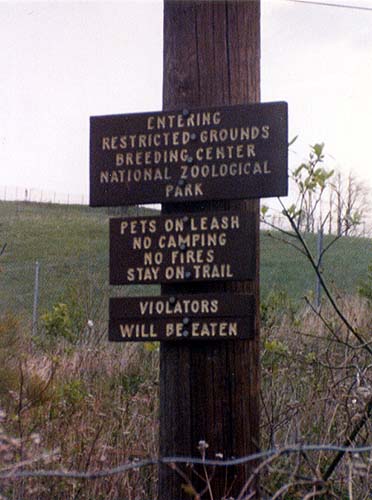 ENTERING
RESTRICTED GROUNDS
BREEDING CENTER
NATIONAL ZOOLOGICAL
PARK
PETS ON LEASH
NO CAMPING
NO FIRES
STAY ON TRAIL
VIOLATORS
WILL BE EATEN